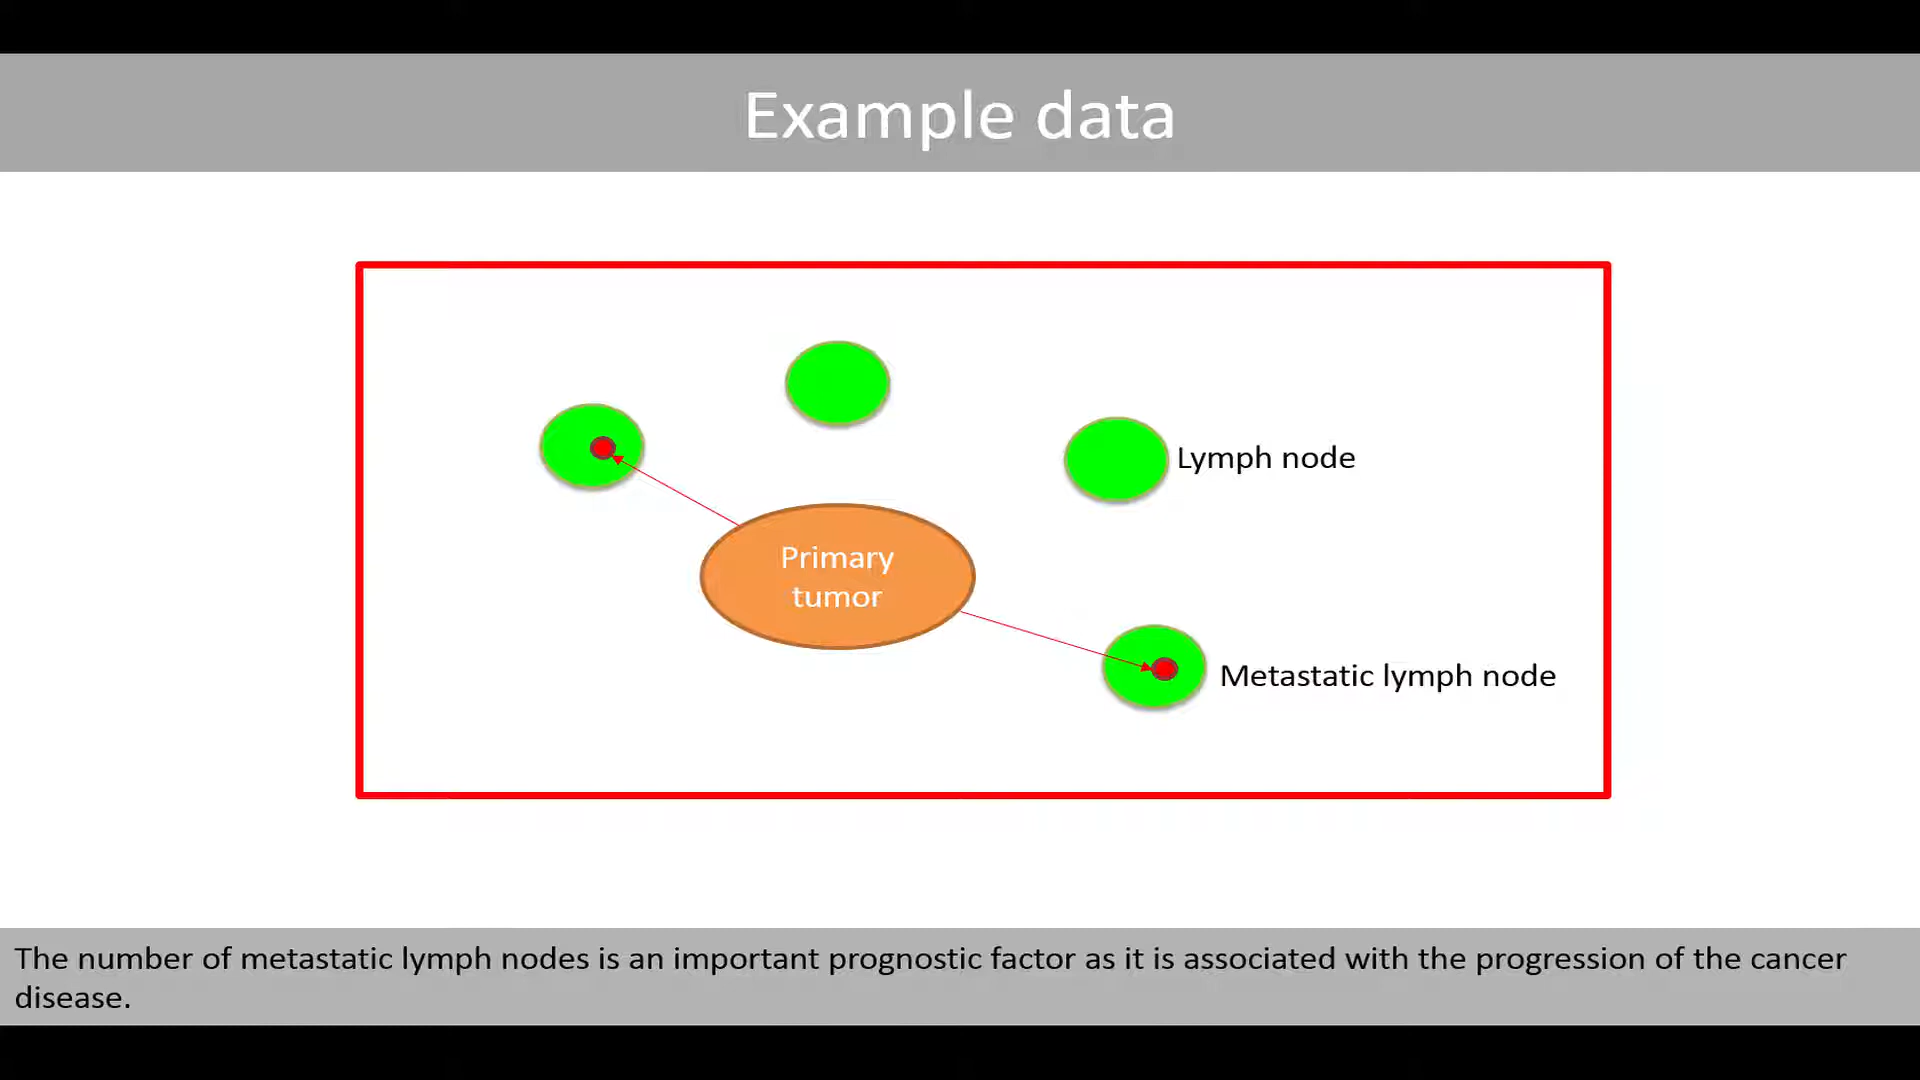 Example data
Lymph node
Primary
tumor
Metastatic lymph node
The number of metastatic lymph nodes is an important prognostic factor as it is associated with the progression of the cancer
disease.